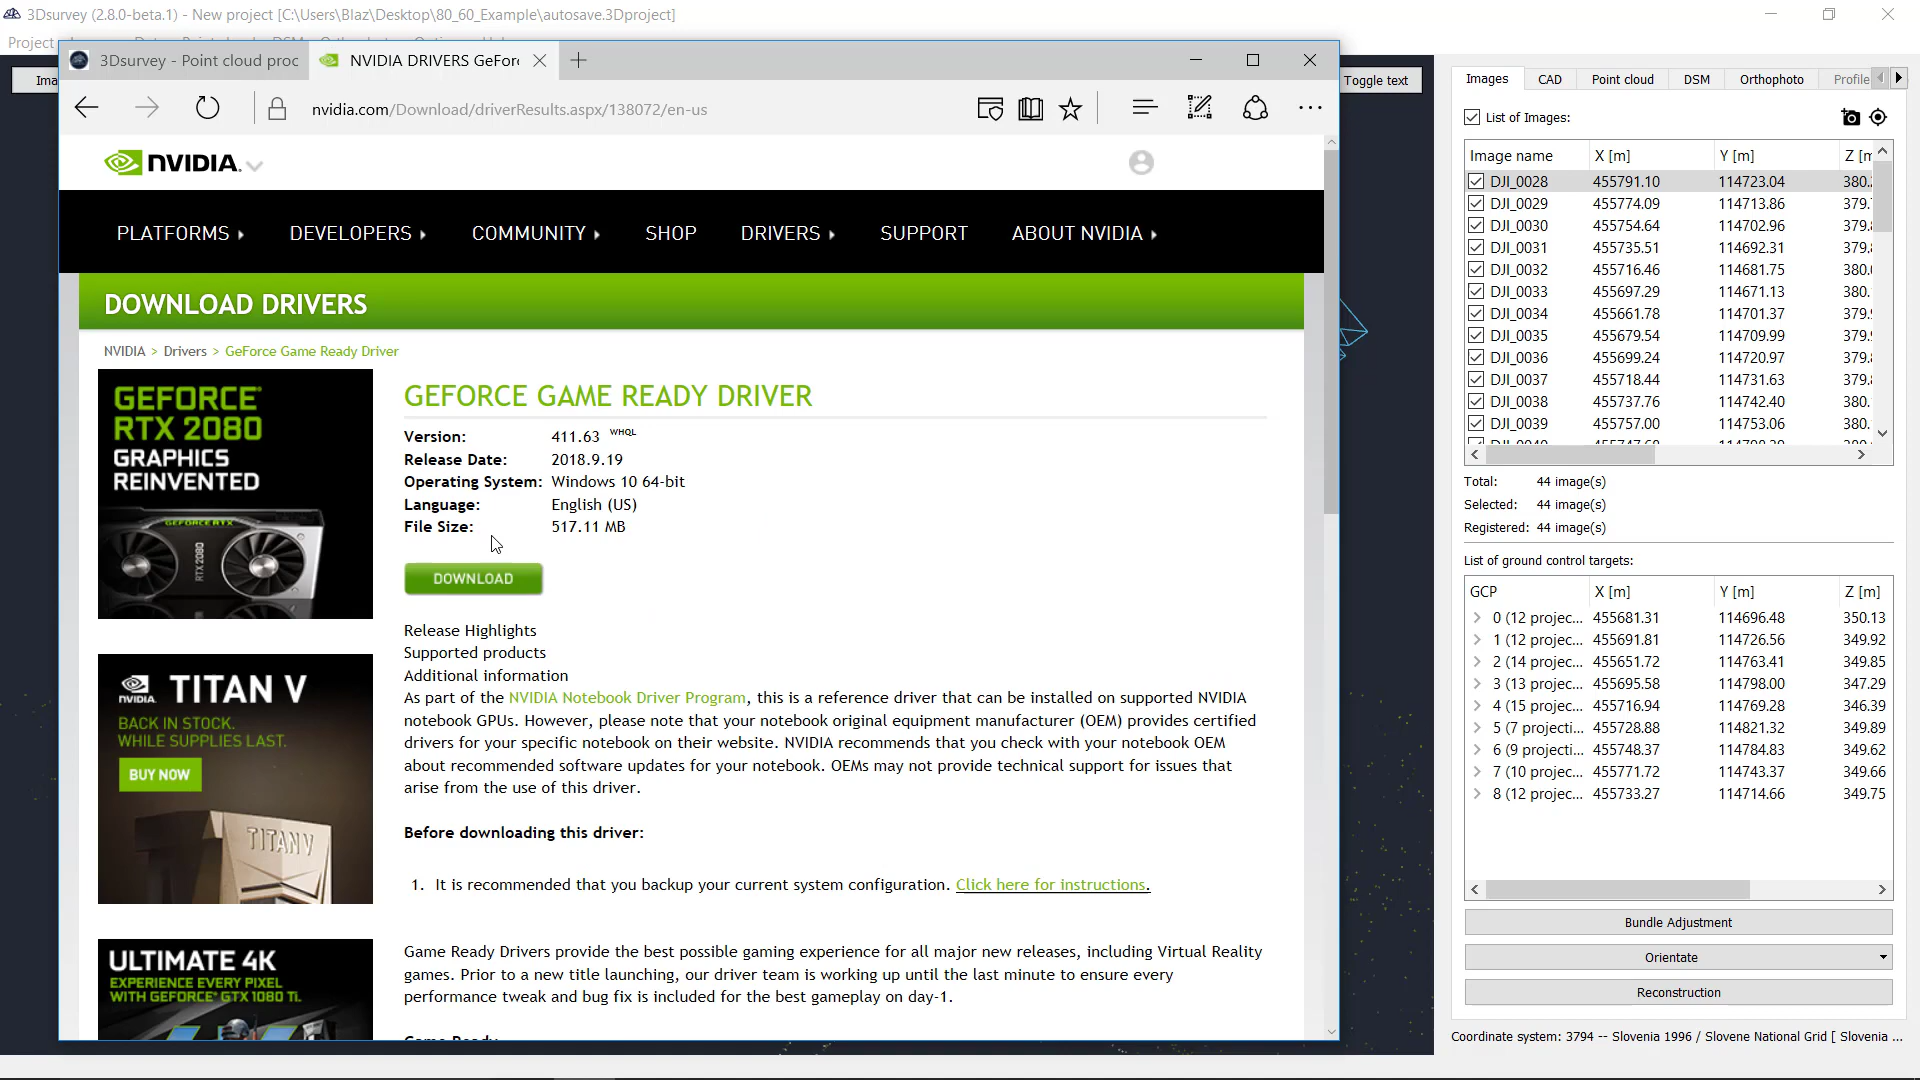 3Dsurvey (2.8.0-beta.1) - New project [C:\Users\Blaz\Desktop\80_60_Example\autosave.3Dproject]
Project
3Dsurvey - Point cloud proc
NVIDIA DRIVERS GeFor
Ima
Toggle text
nvidia.com/Download/driverResults.aspx/138072/en-us
NVIDIA.
PLATFORMS
DEVELOPERS
COMMUNITY
SHOP
DRIVERS
SUPPORT
ABOUT NVIDIA
DOWNLOAD DRIVERS
NVIDIA > Drivers > GeForce Game Ready Driver
GEFORCE
RTX 2080
GRAPHICS
REINVENTED
GEFORCE RTX
RTX 2080
GEFORCE GAME READY DRIVER
Version: 411.63 WHQL
Release Date: 2018.9.19
Operating System: Windows 10 64-bit
Language: English (US)
File Size: 517.11 MB
DOWNLOAD
Release Highlights
Supported products
Additional information
As part of the NVIDIA Notebook Driver Program, this is a reference driver that can be installed on supported NVIDIA
notebook GPUs. However, please note that your notebook original equipment manufacturer (OEM) provides certified
drivers for your specific notebook on their website. NVIDIA recommends that you check with your notebook OEM
about recommended software updates for your notebook. OEMs may not provide technical support for issues that
arise from the use of this driver.
Before downloading this driver:
1. It is recommended that you backup your current system configuration. Click here for instructions.
Game Ready Drivers provide the best possible gaming experience for all major new releases, including Virtual Reality
games. Prior to a new title launching, our driver team is working up until the last minute to ensure every
performance tweak and bug fix is included for the best gameplay on day-1.
Game Ready
NVIDIA. TITAN V
BACK IN STOCK.
WHILE SUPPLIES LAST.
BUY NOW
TITAN V
ULTIMATE 4K
EXPERIENCE EVERY PIXEL
WITH GEFORCE® GTX 1080 Ti.
Images
CAD
Point cloud
DSM
Orthophoto
Profile
List of Images:
Image name X [m] Y [m] Z [m
DJI_0028 455791.10 114723.04 380.
DJI_0029 455774.09 114713.86 379.
DJI_0030 455754.64 114702.96 379.
DJI_0031 455735.51 114692.31 379.
DJI_0032 455716.46 114681.75 380.
DJI_0033 455697.29 114671.13 380.
DJI_0034 455661.78 114701.37 379.
DJI_0035 455679.54 114709.99 379.
DJI_0036 455699.24 114720.97 379.
DJI_0037 455718.44 114731.63 379.
DJI_0038 455737.76 114742.40 380.
DJI_0039 455757.00 114753.06 380.
Total: 44 image(s)
Selected: 44 image(s)
Registered: 44 image(s)
List of ground control targets:
GCP X [m] Y [m] Z [m]
0 (12 projec... 455681.31 114696.48 350.13
1 (12 projec... 455691.81 114726.56 349.92
2 (14 projec... 455651.72 114763.41 349.85
3 (13 projec... 455695.58 114798.00 347.29
4 (15 projec... 455716.94 114769.28 346.39
5 (7 projecti... 455728.88 114821.32 349.89
6 (9 projecti... 455748.37 114784.83 349.62
7 (10 projec... 455771.72 114743.37 349.66
8 (12 projec... 455733.27 114714.66 349.75
Bundle Adjustment
Orientate
Reconstruction
Coordinate system: 3794 -- Slovenia 1996 / Slovene National Grid [ Slovenia ...